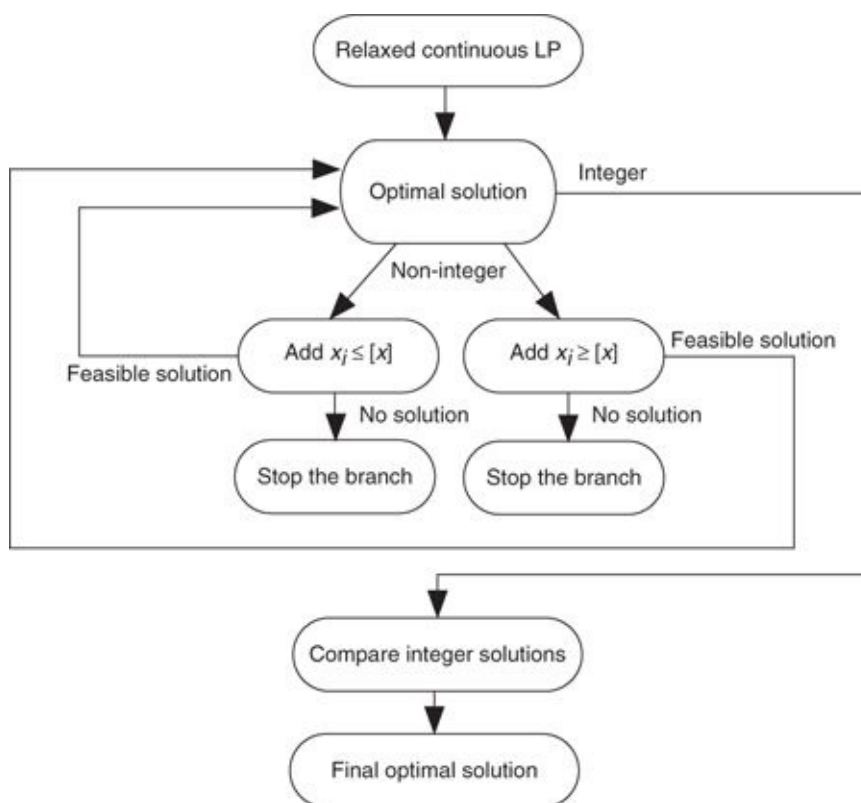 Relaxed continuous LP
Optimal solution
Integer
Non-integer
Add xᵢ ≤ [x]
Add xᵢ ≥ [x]
Feasible solution
Feasible solution
No solution
No solution
Stop the branch
Stop the branch
Compare integer solutions
Final optimal solution